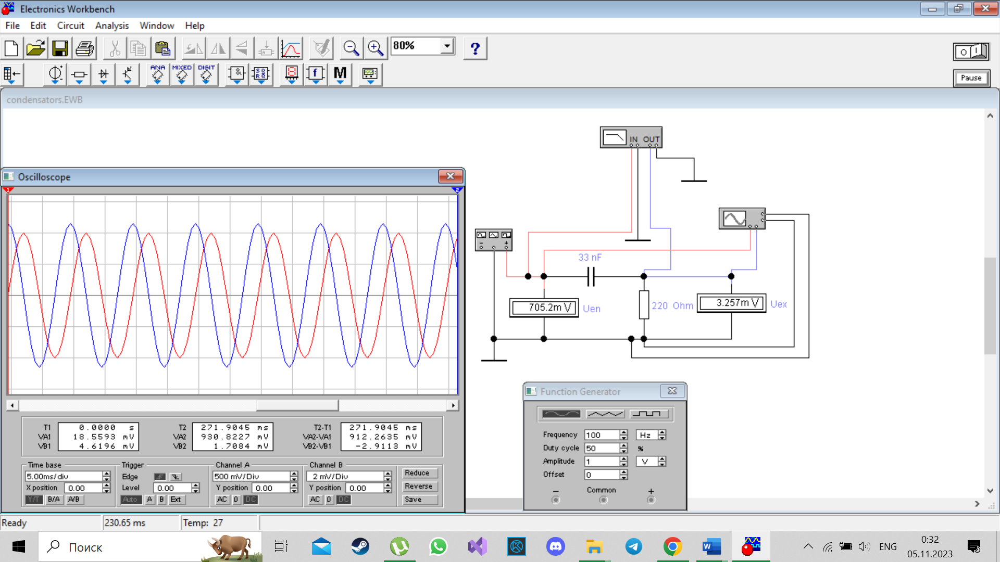 Electronics Workbench
File Edit Circuit Analysis Window Help
80%
?
ANA MIXED DIGIT
M
Pause
condensators.EWB
IN OUT
Oscilloscope
1 2
33 nF
705.2m V Uen
220 Ohm
3.257m V Uex
Function Generator
Frequency 100 Hz
Duty cycle 50 %
Amplitude 1 V
Offset 0
− Common +
T1 0.0000 s
VA1 18.5593 mV
VB1 4.6196 mV
T2 271.9045 ms
VA2 930.8227 mV
VB2 1.7084 mV
T2-T1 271.9045 ms
VA2-VA1 912.2635 mV
VB2-VB1 -2.9113 mV
Time base
5.00ms/div
X position 0.00
Y/T B/A A/B
Trigger
Edge
Level 0.00
Auto A B Ext
Channel A
500 mV/Div
Y position 0.00
AC 0 DC
Channel B
2 mV/Div
Y position 0.00
AC 0 DC
Reduce
Reverse
Save
Ready 230.65 ms Temp: 27
Поиск
ENG
0:32
05.11.2023